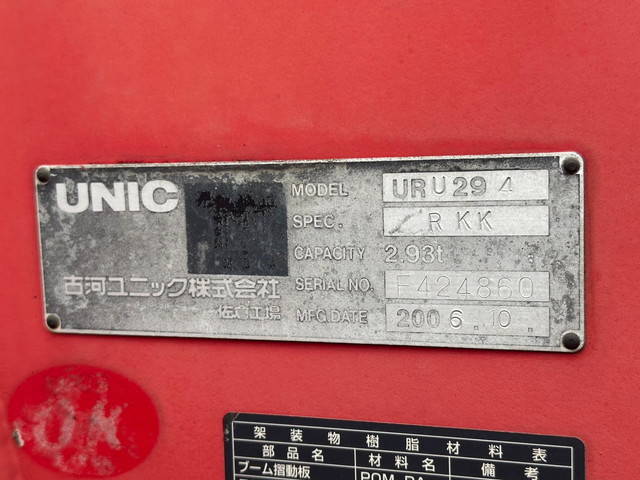 UNIC
MODEL URU294
SPEC. /RKK
CAPACITY 2.93t
古河ユニック株式会社
SERIAL NO. F424860
佐倉工場
MFG.DATE 2006.10.
OK
架装物樹脂材料表
部品名 材料名 備考
ブーム摺動板